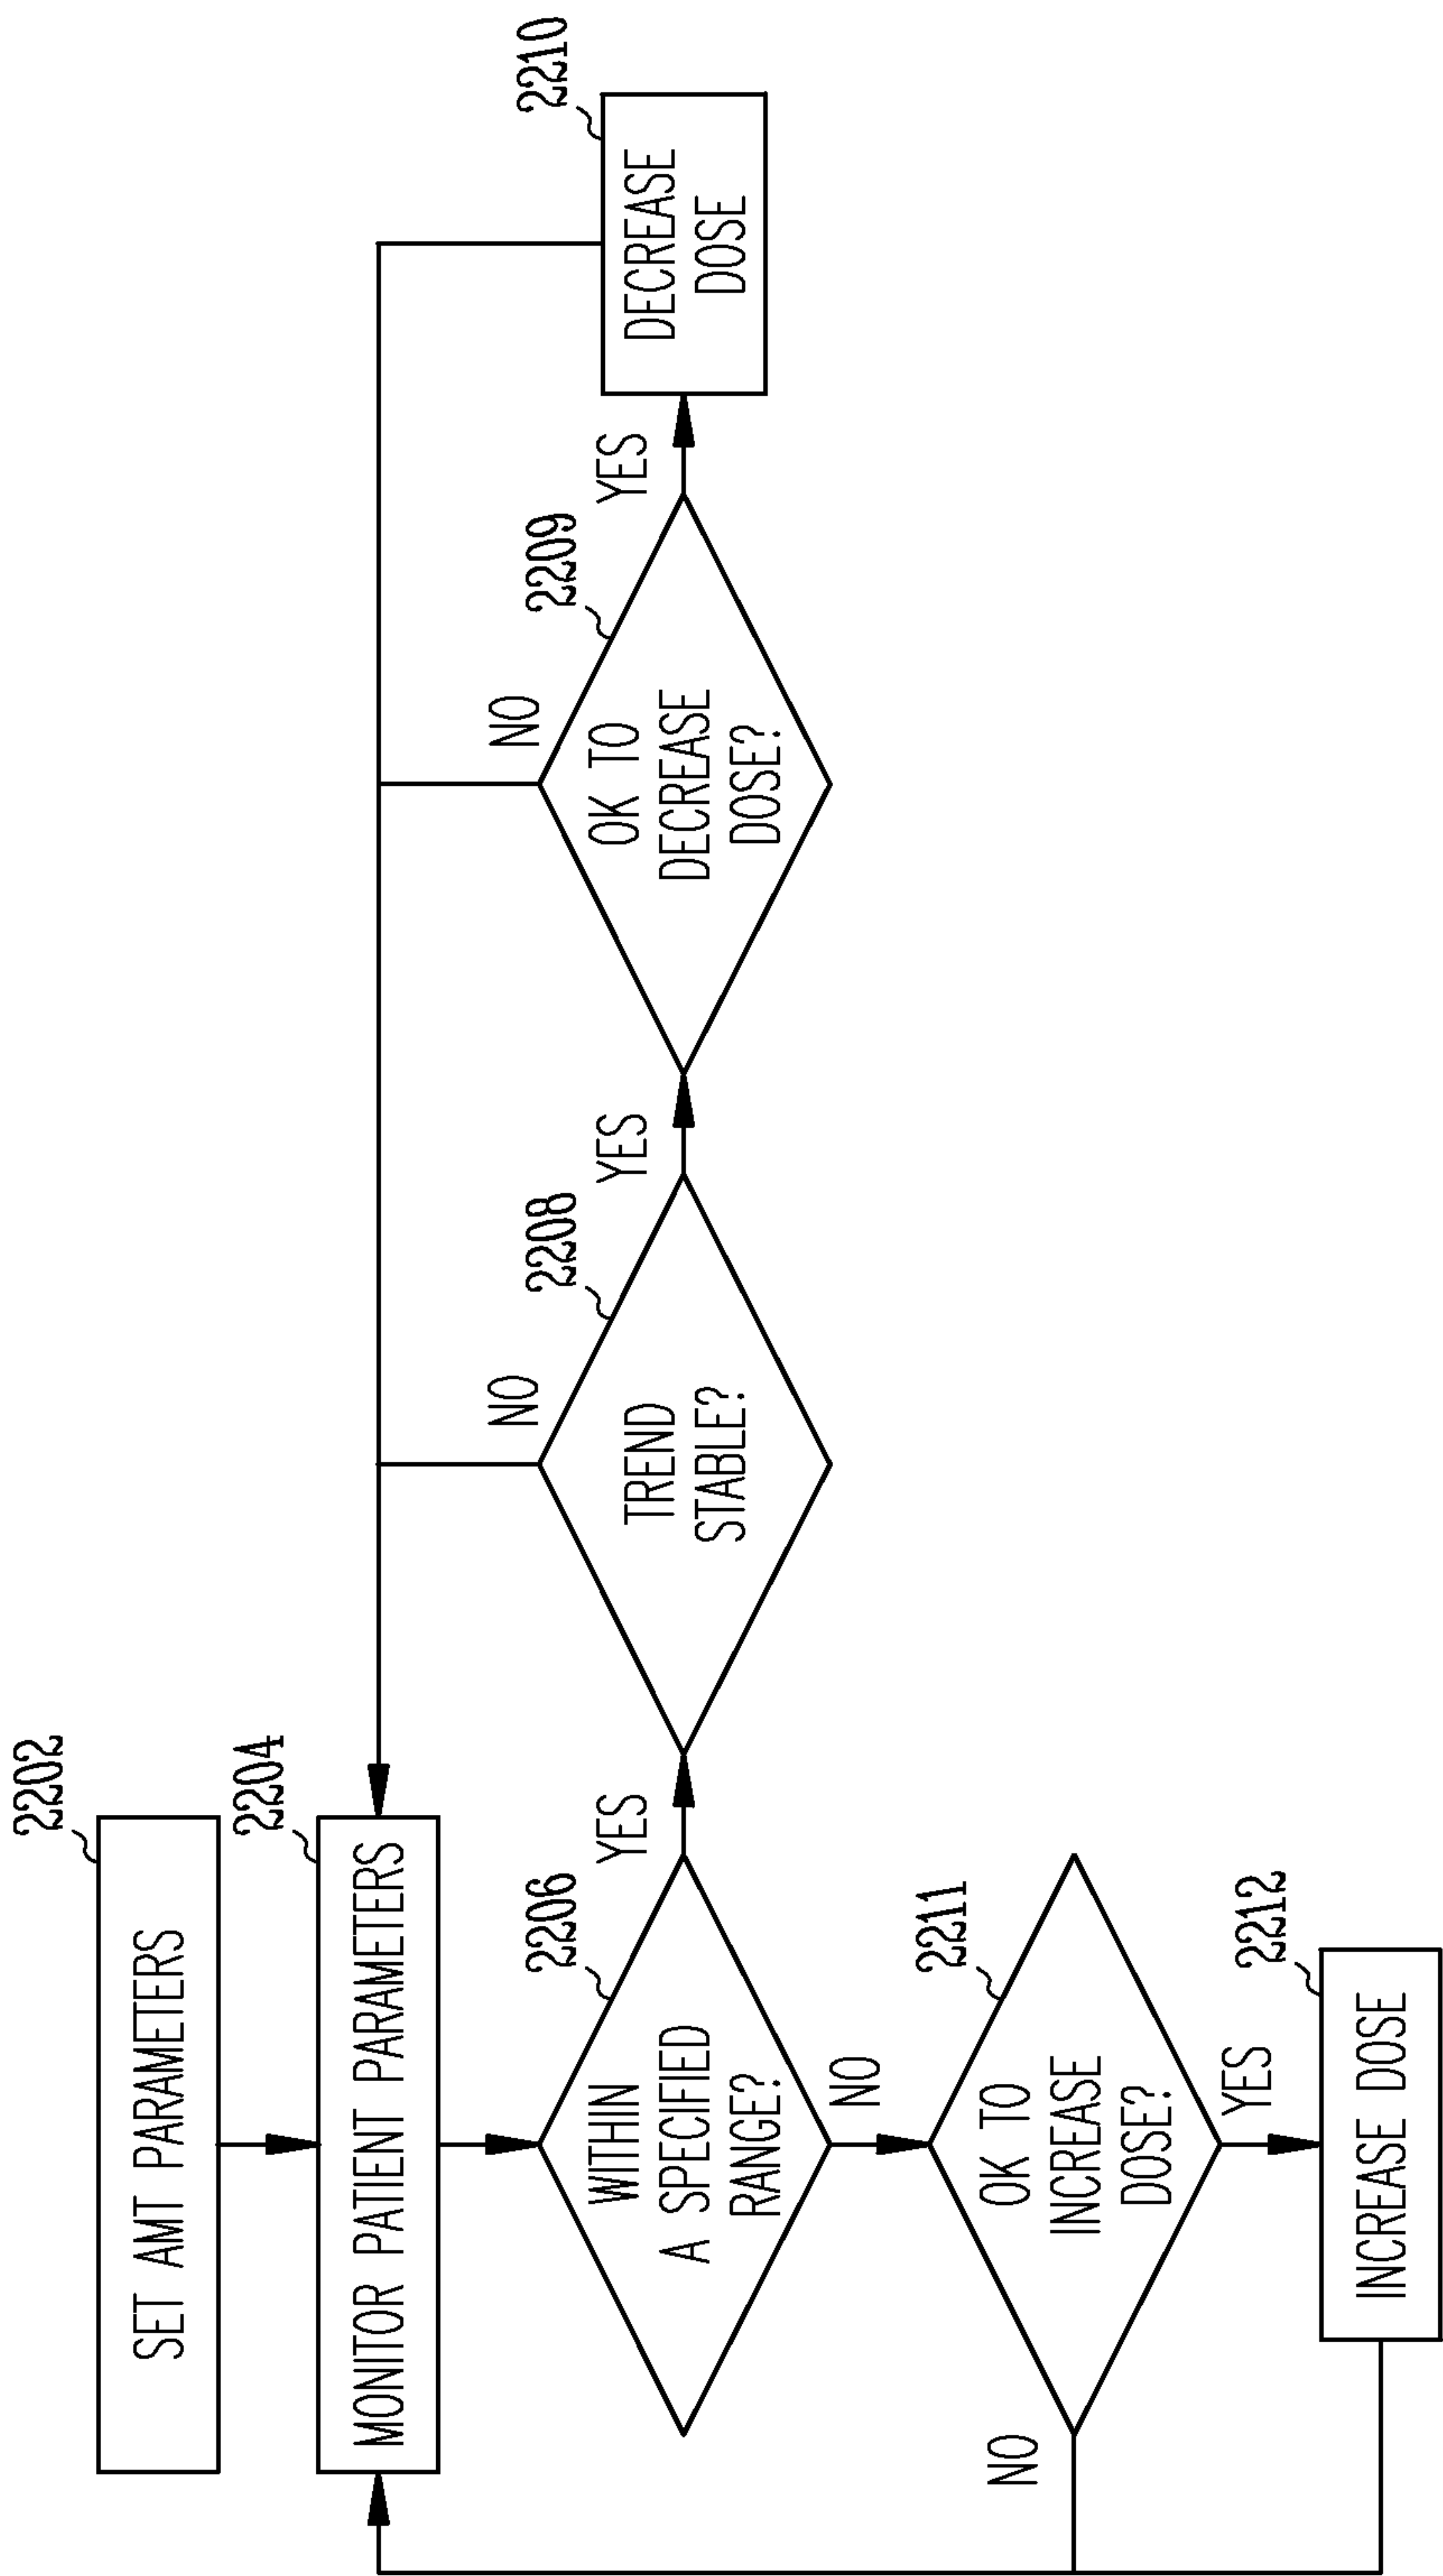 2202
SET AMT PARAMETERS
2204
MONITOR PATIENT PARAMETERS
2206
WITHIN
A SPECIFIED
RANGE?
YES
NO
2208
TREND
STABLE?
NO
YES
2209
OK TO
DECREASE
DOSE?
NO
YES
2210
DECREASE
DOSE
2211
OK TO
INCREASE
DOSE?
NO
YES
2212
INCREASE DOSE